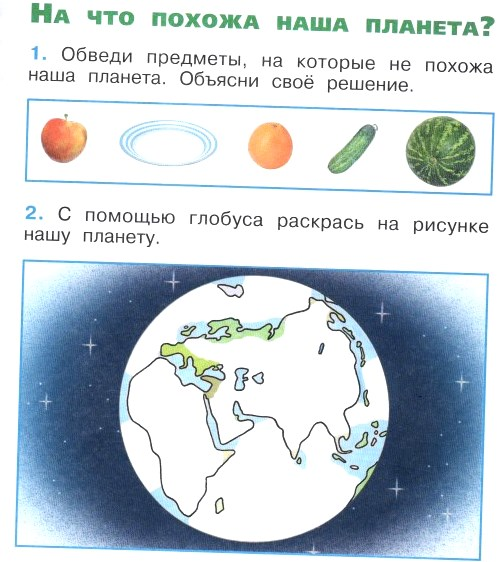 НА ЧТО ПОХОЖА НАША ПЛАНЕТА?
1. Обведи предметы, на которые не похожа
наша планета. Объясни своё решение.
2. С помощью глобуса раскрась на рисунке
нашу планету.